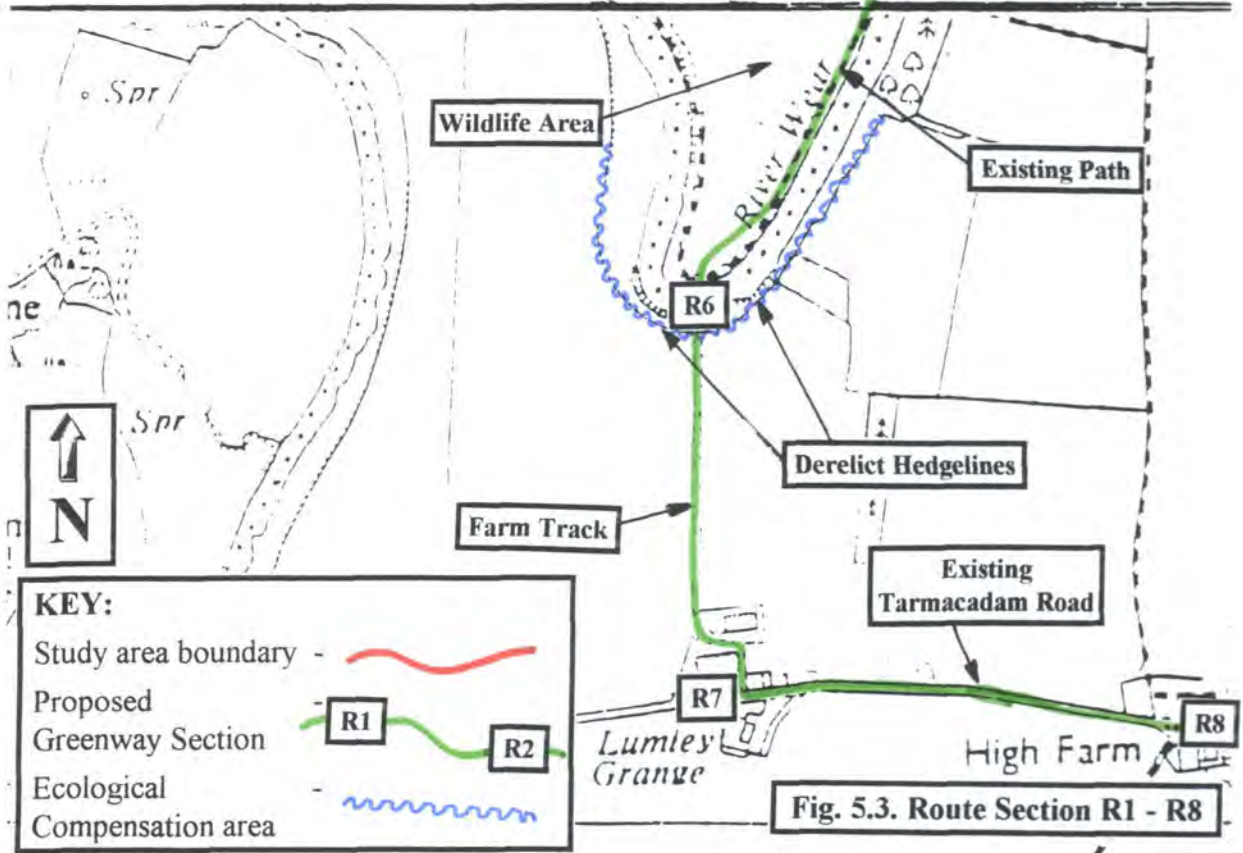 Spr
Wildlife Area
River Wear
Existing Path
ne
R6
Spr
N
Derelict Hedgelines
Farm Track
Existing
Tarmacadam Road
KEY:
Study area boundary -
Proposed -
Greenway Section
R1
R2
Ecological -
Compensation area
R7
Lumley
Grange
R8
High Farm
Fig. 5.3. Route Section R1 - R8